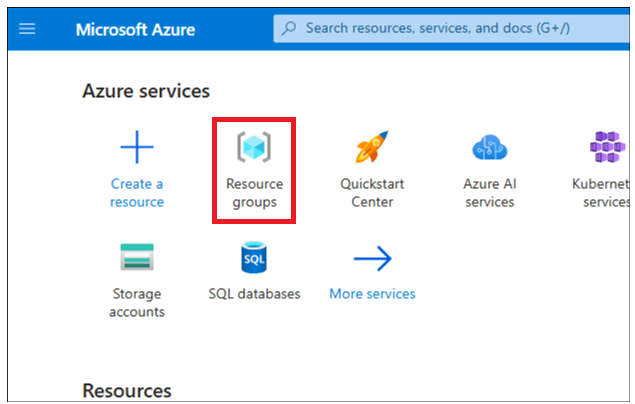 Microsoft Azure
Search resources, services, and docs (G+/)
Azure services
Create a
resource
Resource
groups
Quickstart
Center
Azure AI
services
Kubernet
services
Storage
accounts
SQL
SQL databases
More services
Resources